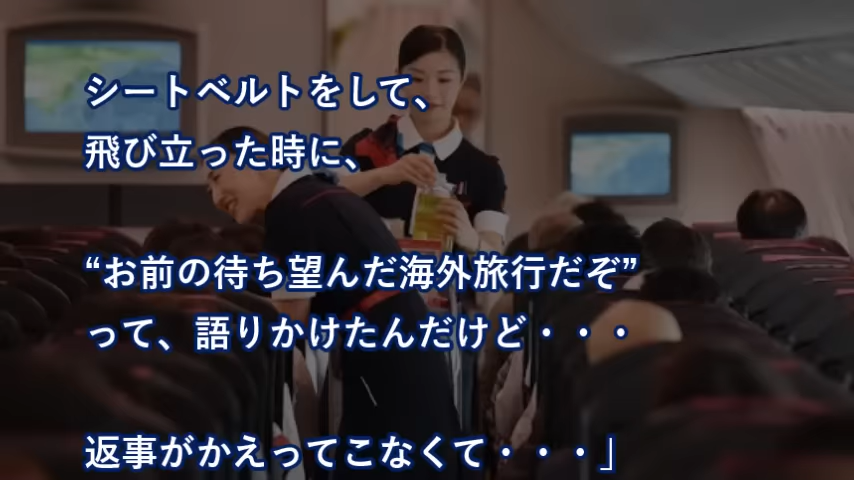 シートベルトをして、
飛び立った時に、
“お前の待ち望んだ海外旅行だぞ”
って、語りかけたんだけど・・・
返事がかえってこなくて・・・」